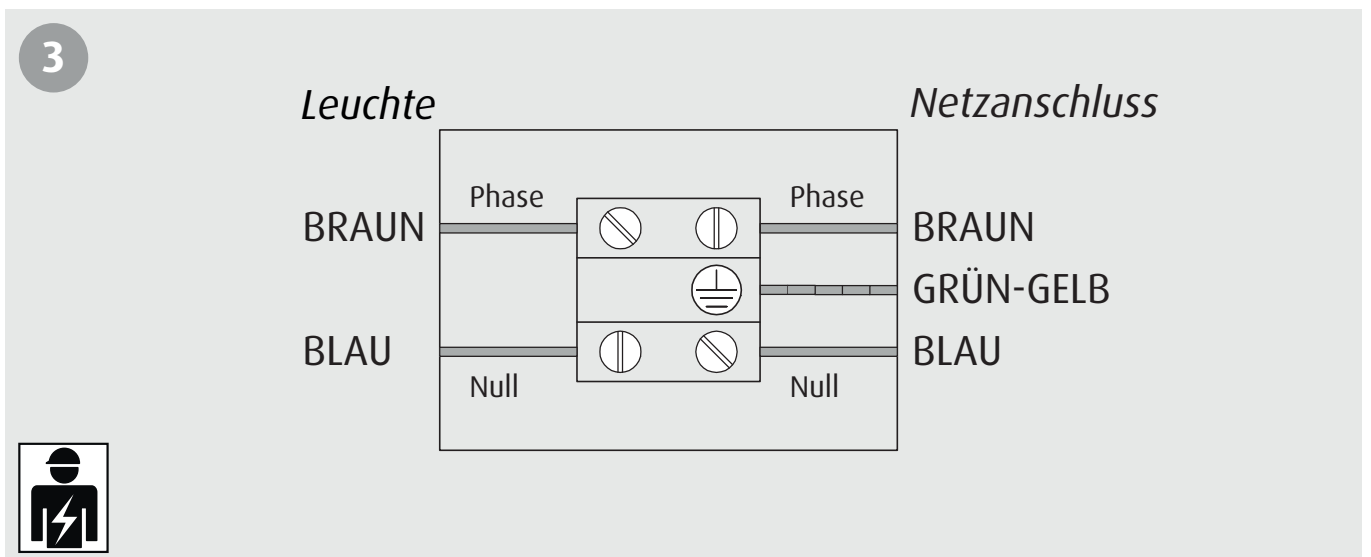 3
Leuchte Netzanschluss
Phase Phase
BRAUN BRAUN
GRÜN-GELB
BLAU BLAU
Null Null